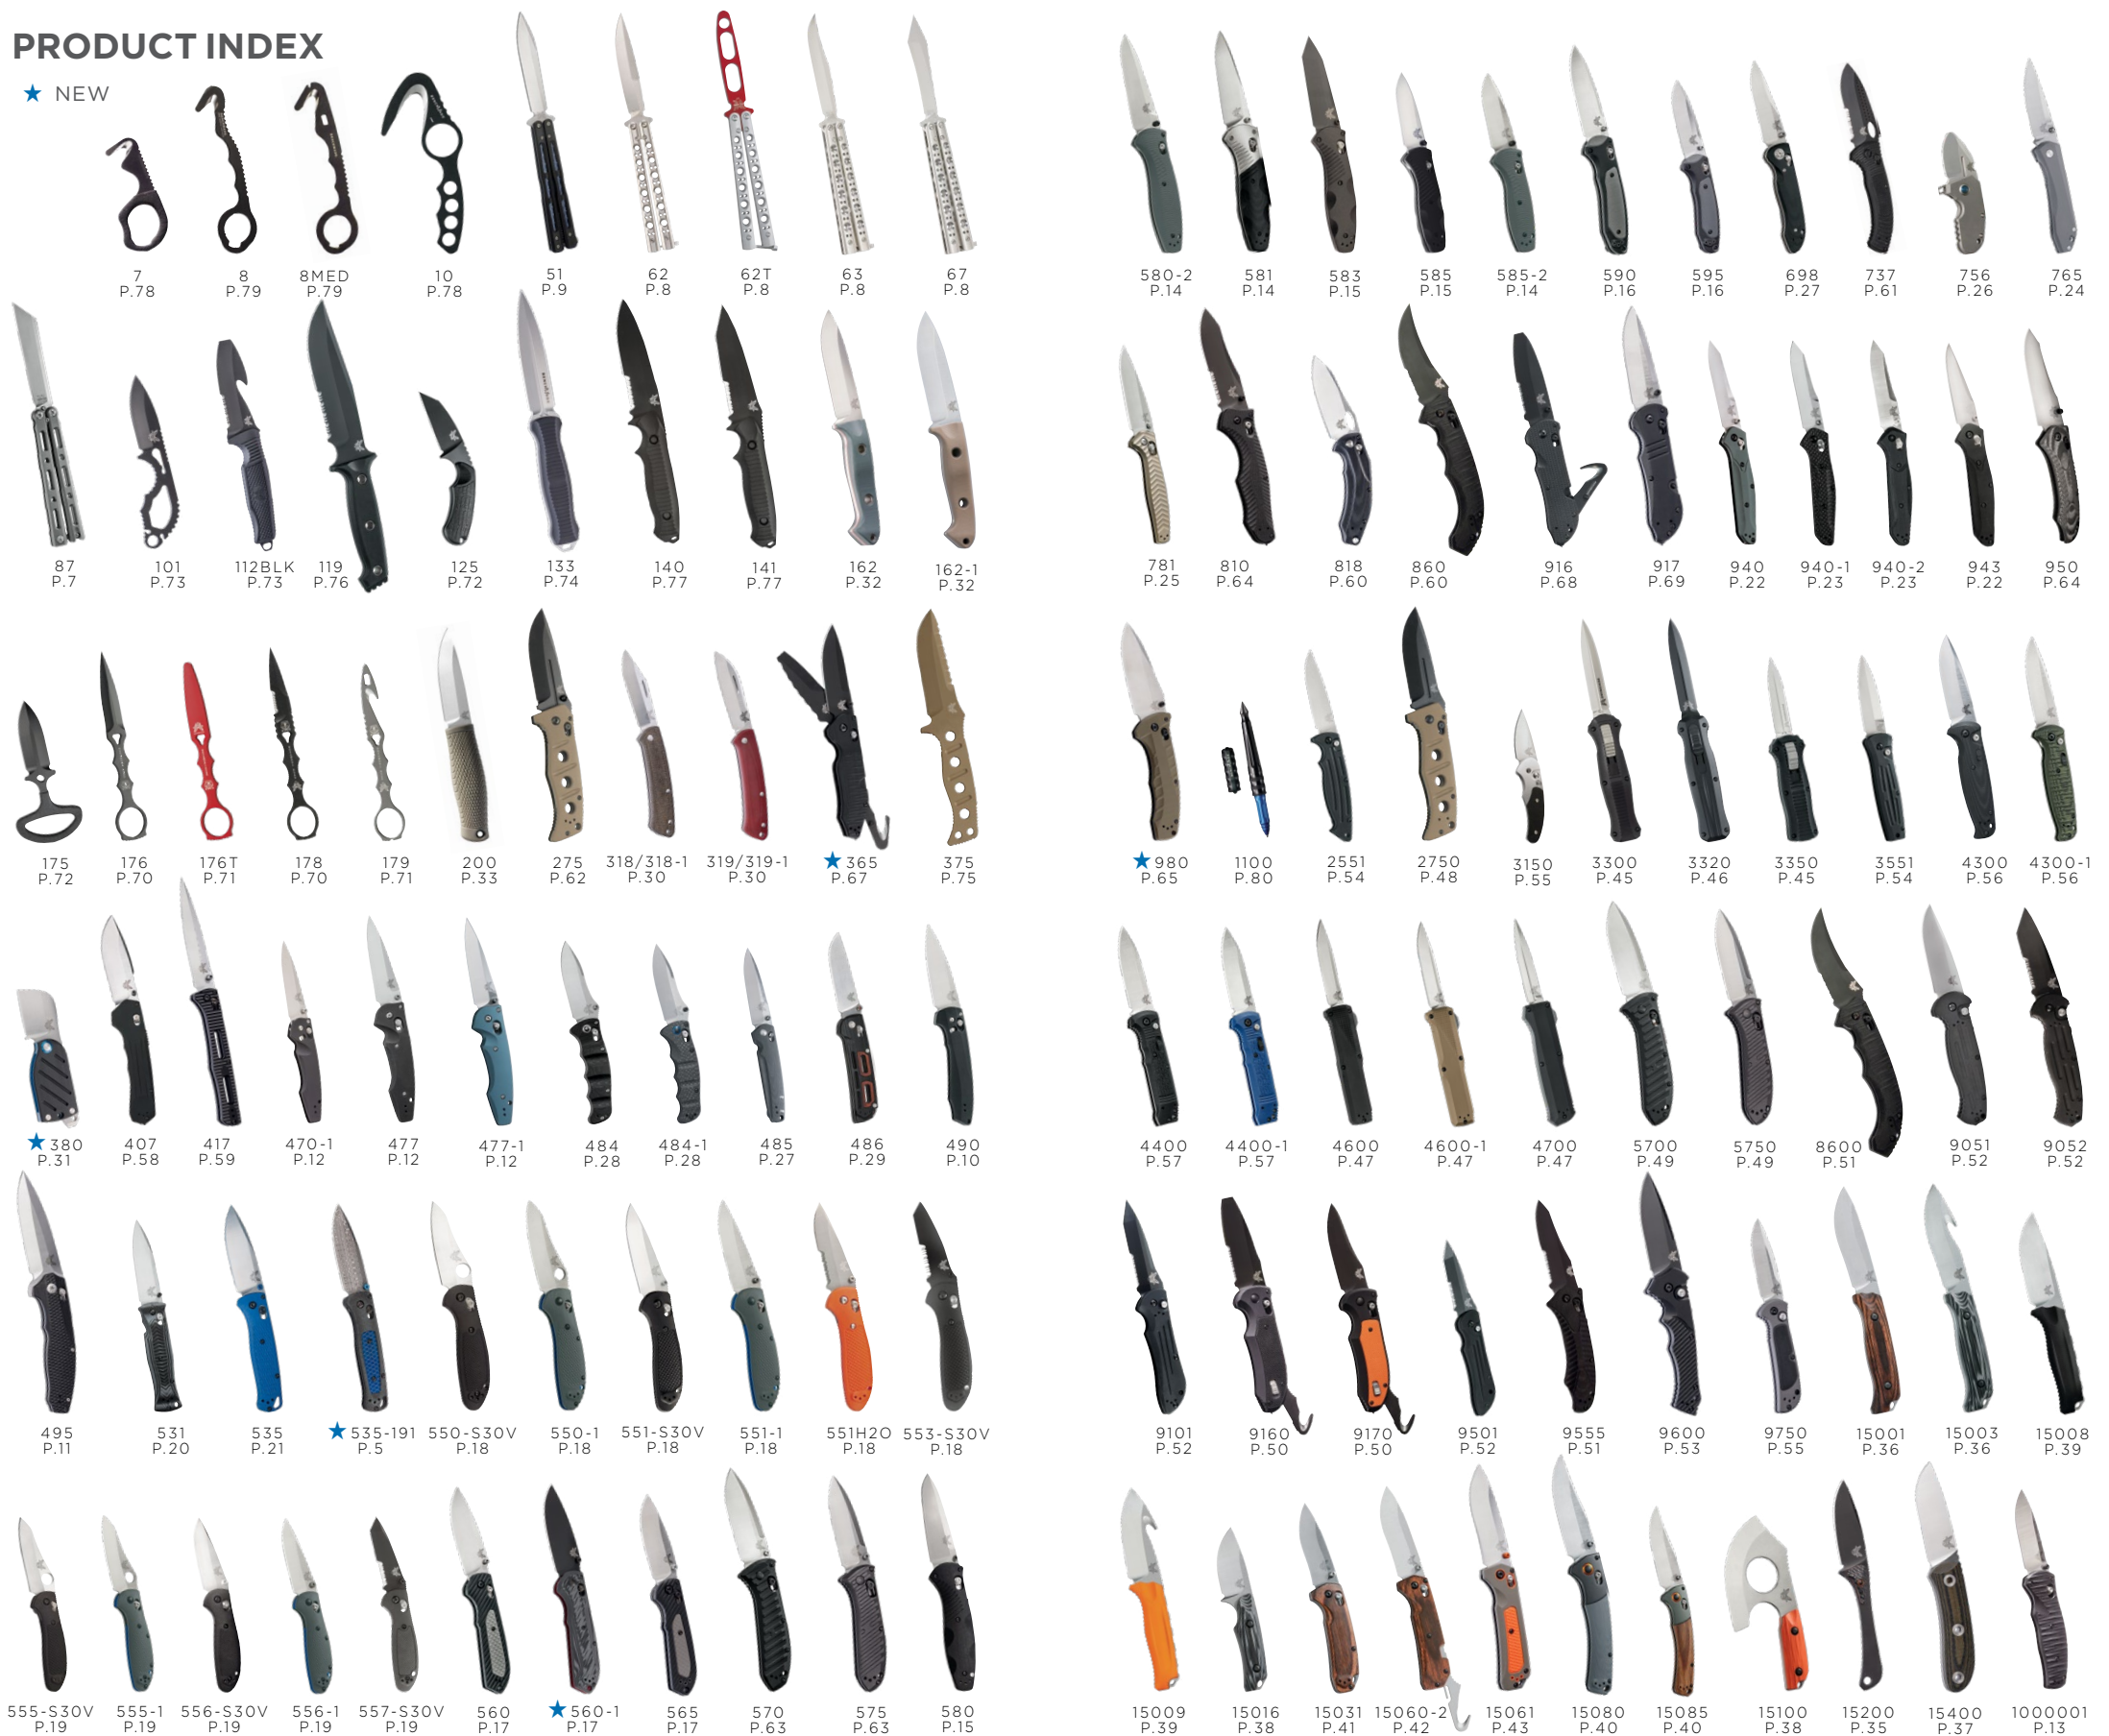 PRODUCT INDEX
★ NEW
7 8 8MED 10 51 62 62T 63 67
P.78 P.79 P.79 P.78 P.9 P.8 P.8 P.8 P.8
87 101 112BLK 119 125 133 140 141 162 162-1
P.7 P.73 P.73 P.76 P.72 P.74 P.77 P.77 P.32 P.32
175 176 176T 178 179 200 275 318/318-1 319/319-1 ★ 365 375
P.72 P.70 P.71 P.70 P.71 P.33 P.62 P.30 P.30 P.67 P.75
★ 380 407 417 470-1 477 477-1 484 484-1 485 486 490
P.31 P.58 P.59 P.12 P.12 P.12 P.28 P.28 P.27 P.29 P.10
495 531 535 ★ 535-191 550-S30V 550-1 551-S30V 551-1 551H2O 553-S30V
P.11 P.20 P.21 P.5 P.18 P.18 P.18 P.18 P.18 P.18
555-S30V 555-1 556-S30V 556-1 557-S30V 560 ★ 560-1 565 570 575 580
P.19 P.19 P.19 P.19 P.19 P.17 P.17 P.17 P.63 P.63 P.15
580-2 581 583 585 585-2 590 595 698 737 756 765
P.14 P.14 P.15 P.15 P.14 P.16 P.16 P.27 P.61 P.26 P.24
781 810 818 860 916 917 940 940-1 940-2 943 950
P.25 P.64 P.60 P.60 P.68 P.69 P.22 P.23 P.23 P.22 P.64
★ 980 1100 2551 2750 3150 3300 3320 3350 3551 4300 4300-1
P.65 P.80 P.54 P.48 P.55 P.45 P.46 P.45 P.54 P.56 P.56
4400 4400-1 4600 4600-1 4700 5700 5750 8600 9051 9052
P.57 P.57 P.47 P.47 P.47 P.49 P.49 P.51 P.52 P.52
9101 9160 9170 9501 9555 9600 9750 15001 15003 15008
P.52 P.50 P.50 P.52 P.51 P.53 P.55 P.36 P.36 P.39
15009 15016 15031 15060-2 15061 15080 15085 15100 15200 15400 10000001
P.39 P.38 P.41 P.42 P.43 P.40 P.40 P.38 P.35 P.37 P.13